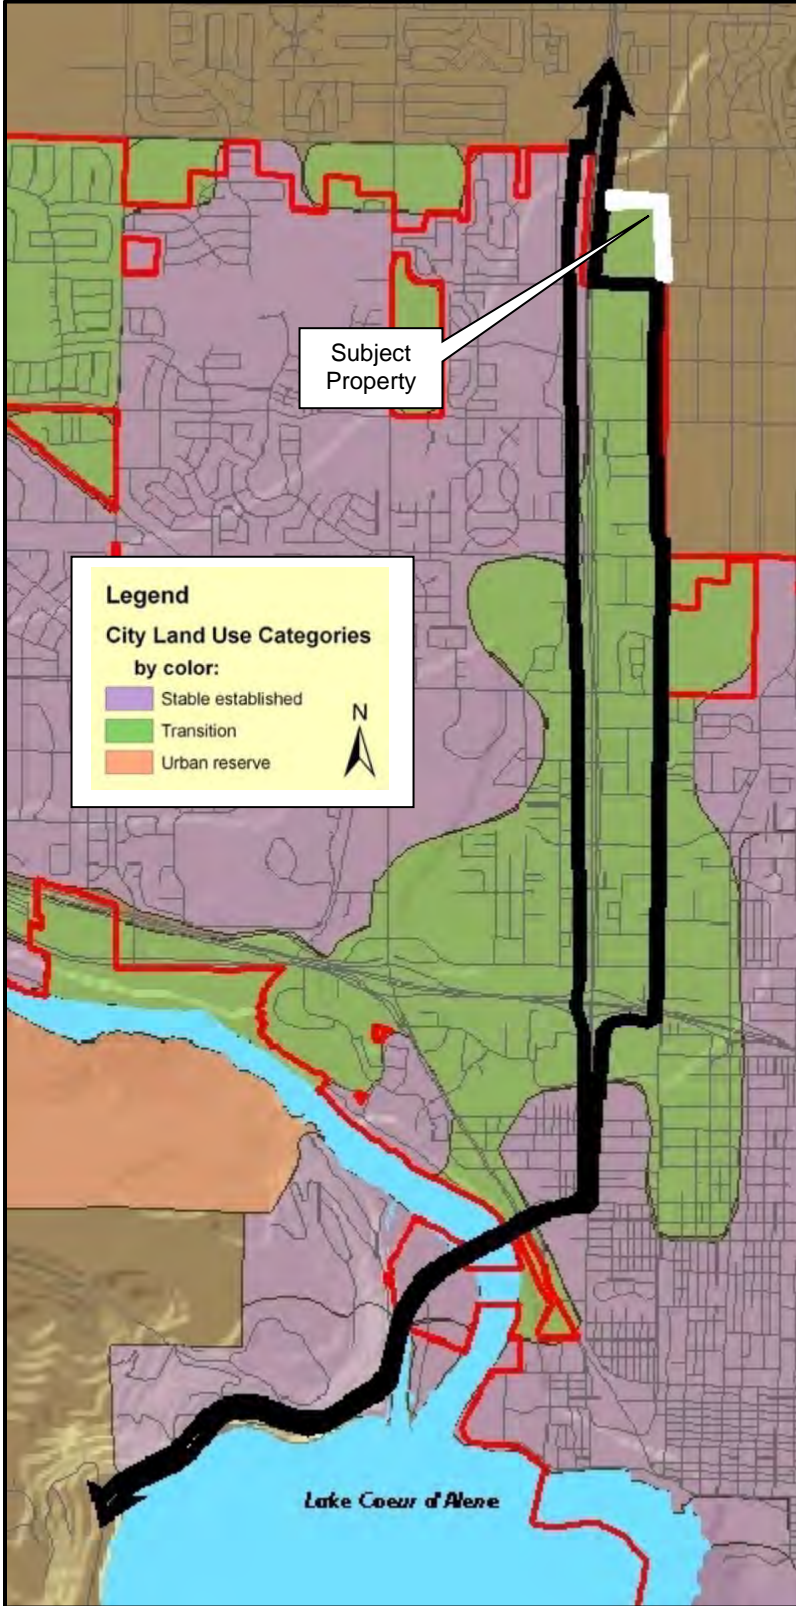 Subject
Property
Legend
City Land Use Categories
by color:
Stable established
Transition
Urban reserve
N
Lake Coeur d'Alene